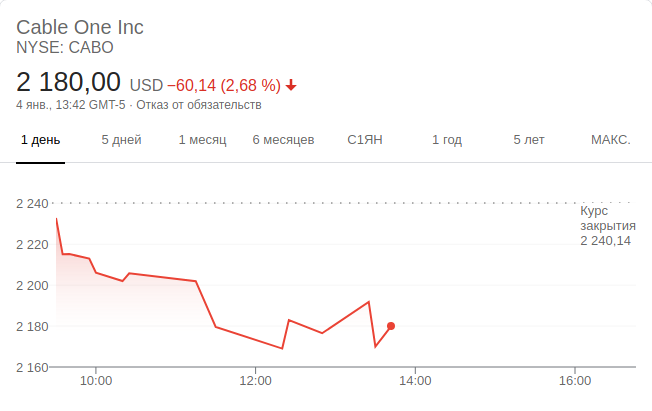 Cable One Inc
NYSE: CABO
2 180,00 USD −60,14 (2,68 %)
4 янв., 13:42 GMT-5 · Отказ от обязательств
1 день 5 дней 1 месяц 6 месяцев С1ЯН 1 год 5 лет МАКС.
2 240
Курс
закрытия
2 240,14
2 220
2 200
2 180
2 160
10:00 12:00 14:00 16:00